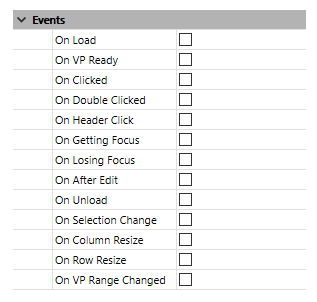 Events
On Load
On VP Ready
On Clicked
On Double Clicked
On Header Click
On Getting Focus
On Losing Focus
On After Edit
On Unload
On Selection Change
On Column Resize
On Row Resize
On VP Range Changed